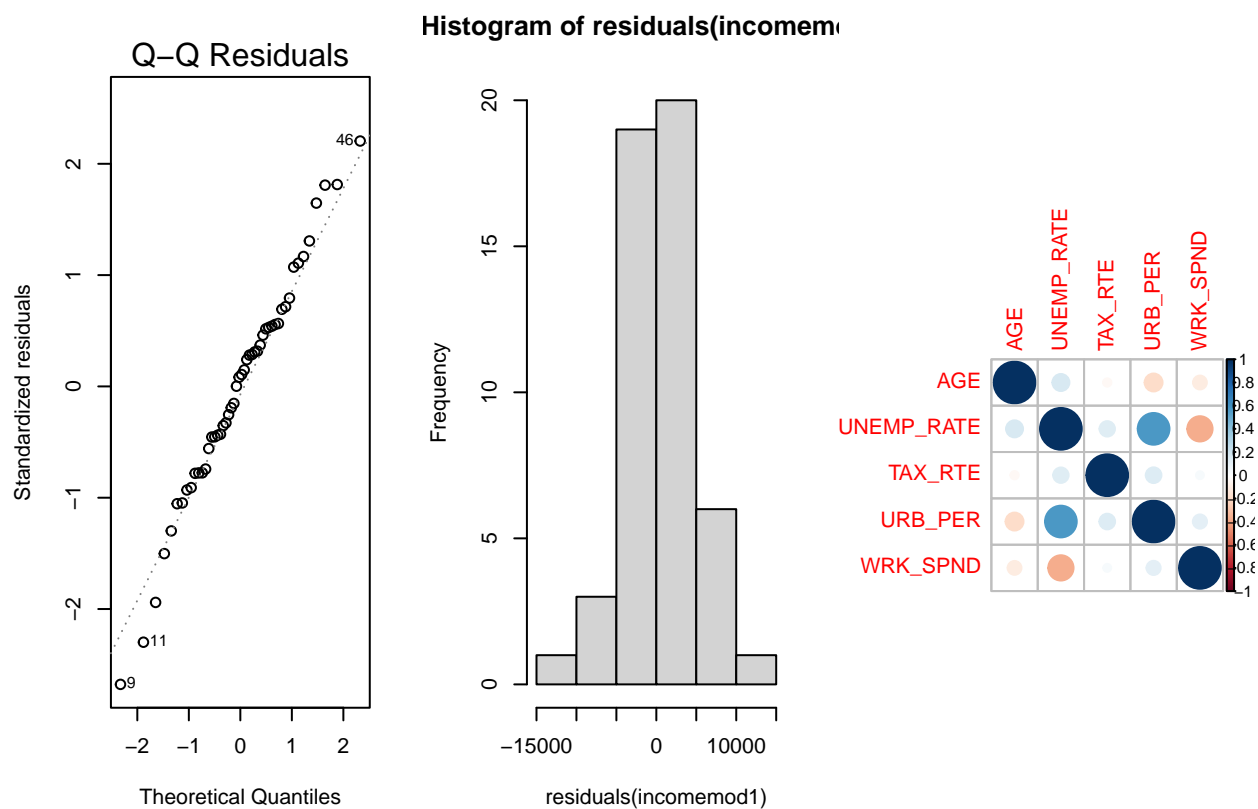 Q−Q Residuals
2
1
0
−1
−2
46
11
9
−2 −1 0 1 2
Standardized residuals
Theoretical Quantiles
Histogram of residuals(incomem
20
15
10
5
0
Frequency
−15000 0 10000
residuals(incomemod1)
AGE
UNEMP_RATE
TAX_RTE
URB_PER
WRK_SPND
AGE
UNEMP_RATE
TAX_RTE
URB_PER
WRK_SPND
1
0.8
0.6
0.4
0.2
0
−0.2
−0.4
−0.6
−0.8
−1